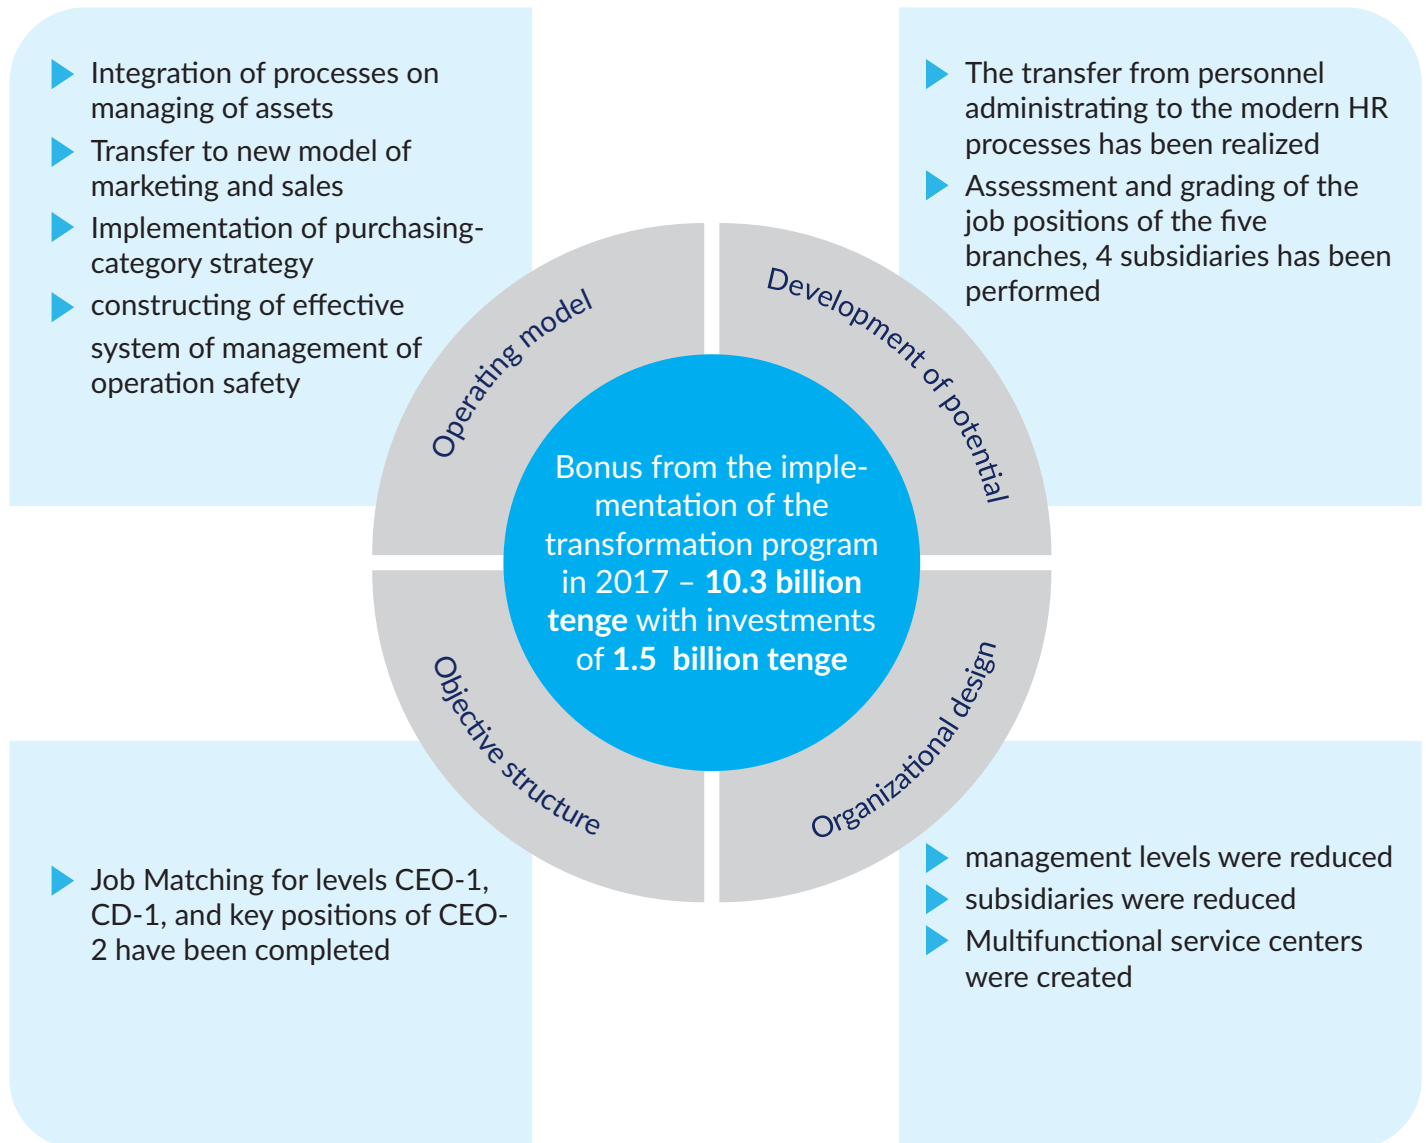 Integration of processes on
managing of assets
Transfer to new model of
marketing and sales
Implementation of purchasing-
category strategy
constructing of effective
system of management of
operation safety
The transfer from personnel
administrating to the modern HR
processes has been realized
Assessment and grading of the
job positions of the five
branches, 4 subsidiaries has been
performed
Operating model
Development of potential
Bonus from the imple-
mentation of the
transformation program
in 2017 – 10.3 billion
tenge with investments
of 1.5 billion tenge
Objective structure
Organizational design
Job Matching for levels CEO-1,
CD-1, and key positions of CEO-
2 have been completed
management levels were reduced
subsidiaries were reduced
Multifunctional service centers
were created